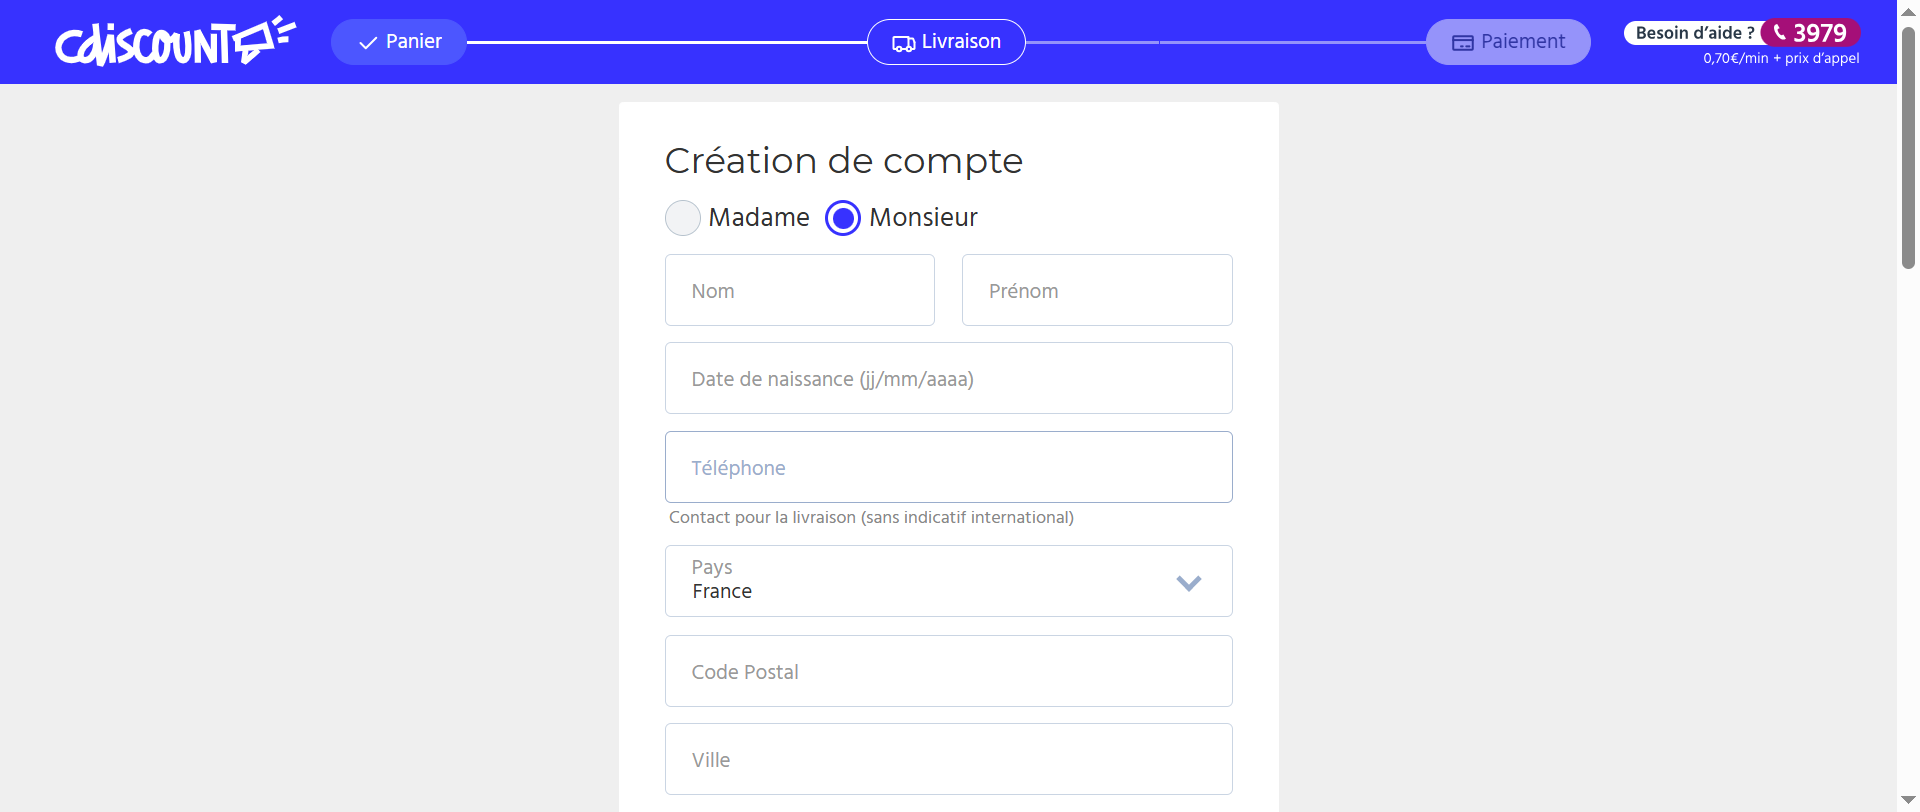 Cdiscount
Panier
Livraison
Paiement
Besoin d'aide ? 3979
0,70€/min + prix d'appel
Création de compte
Madame Monsieur
Nom Prénom
Date de naissance (jj/mm/aaaa)
Téléphone
Contact pour la livraison (sans indicatif international)
Pays
France
Code Postal
Ville